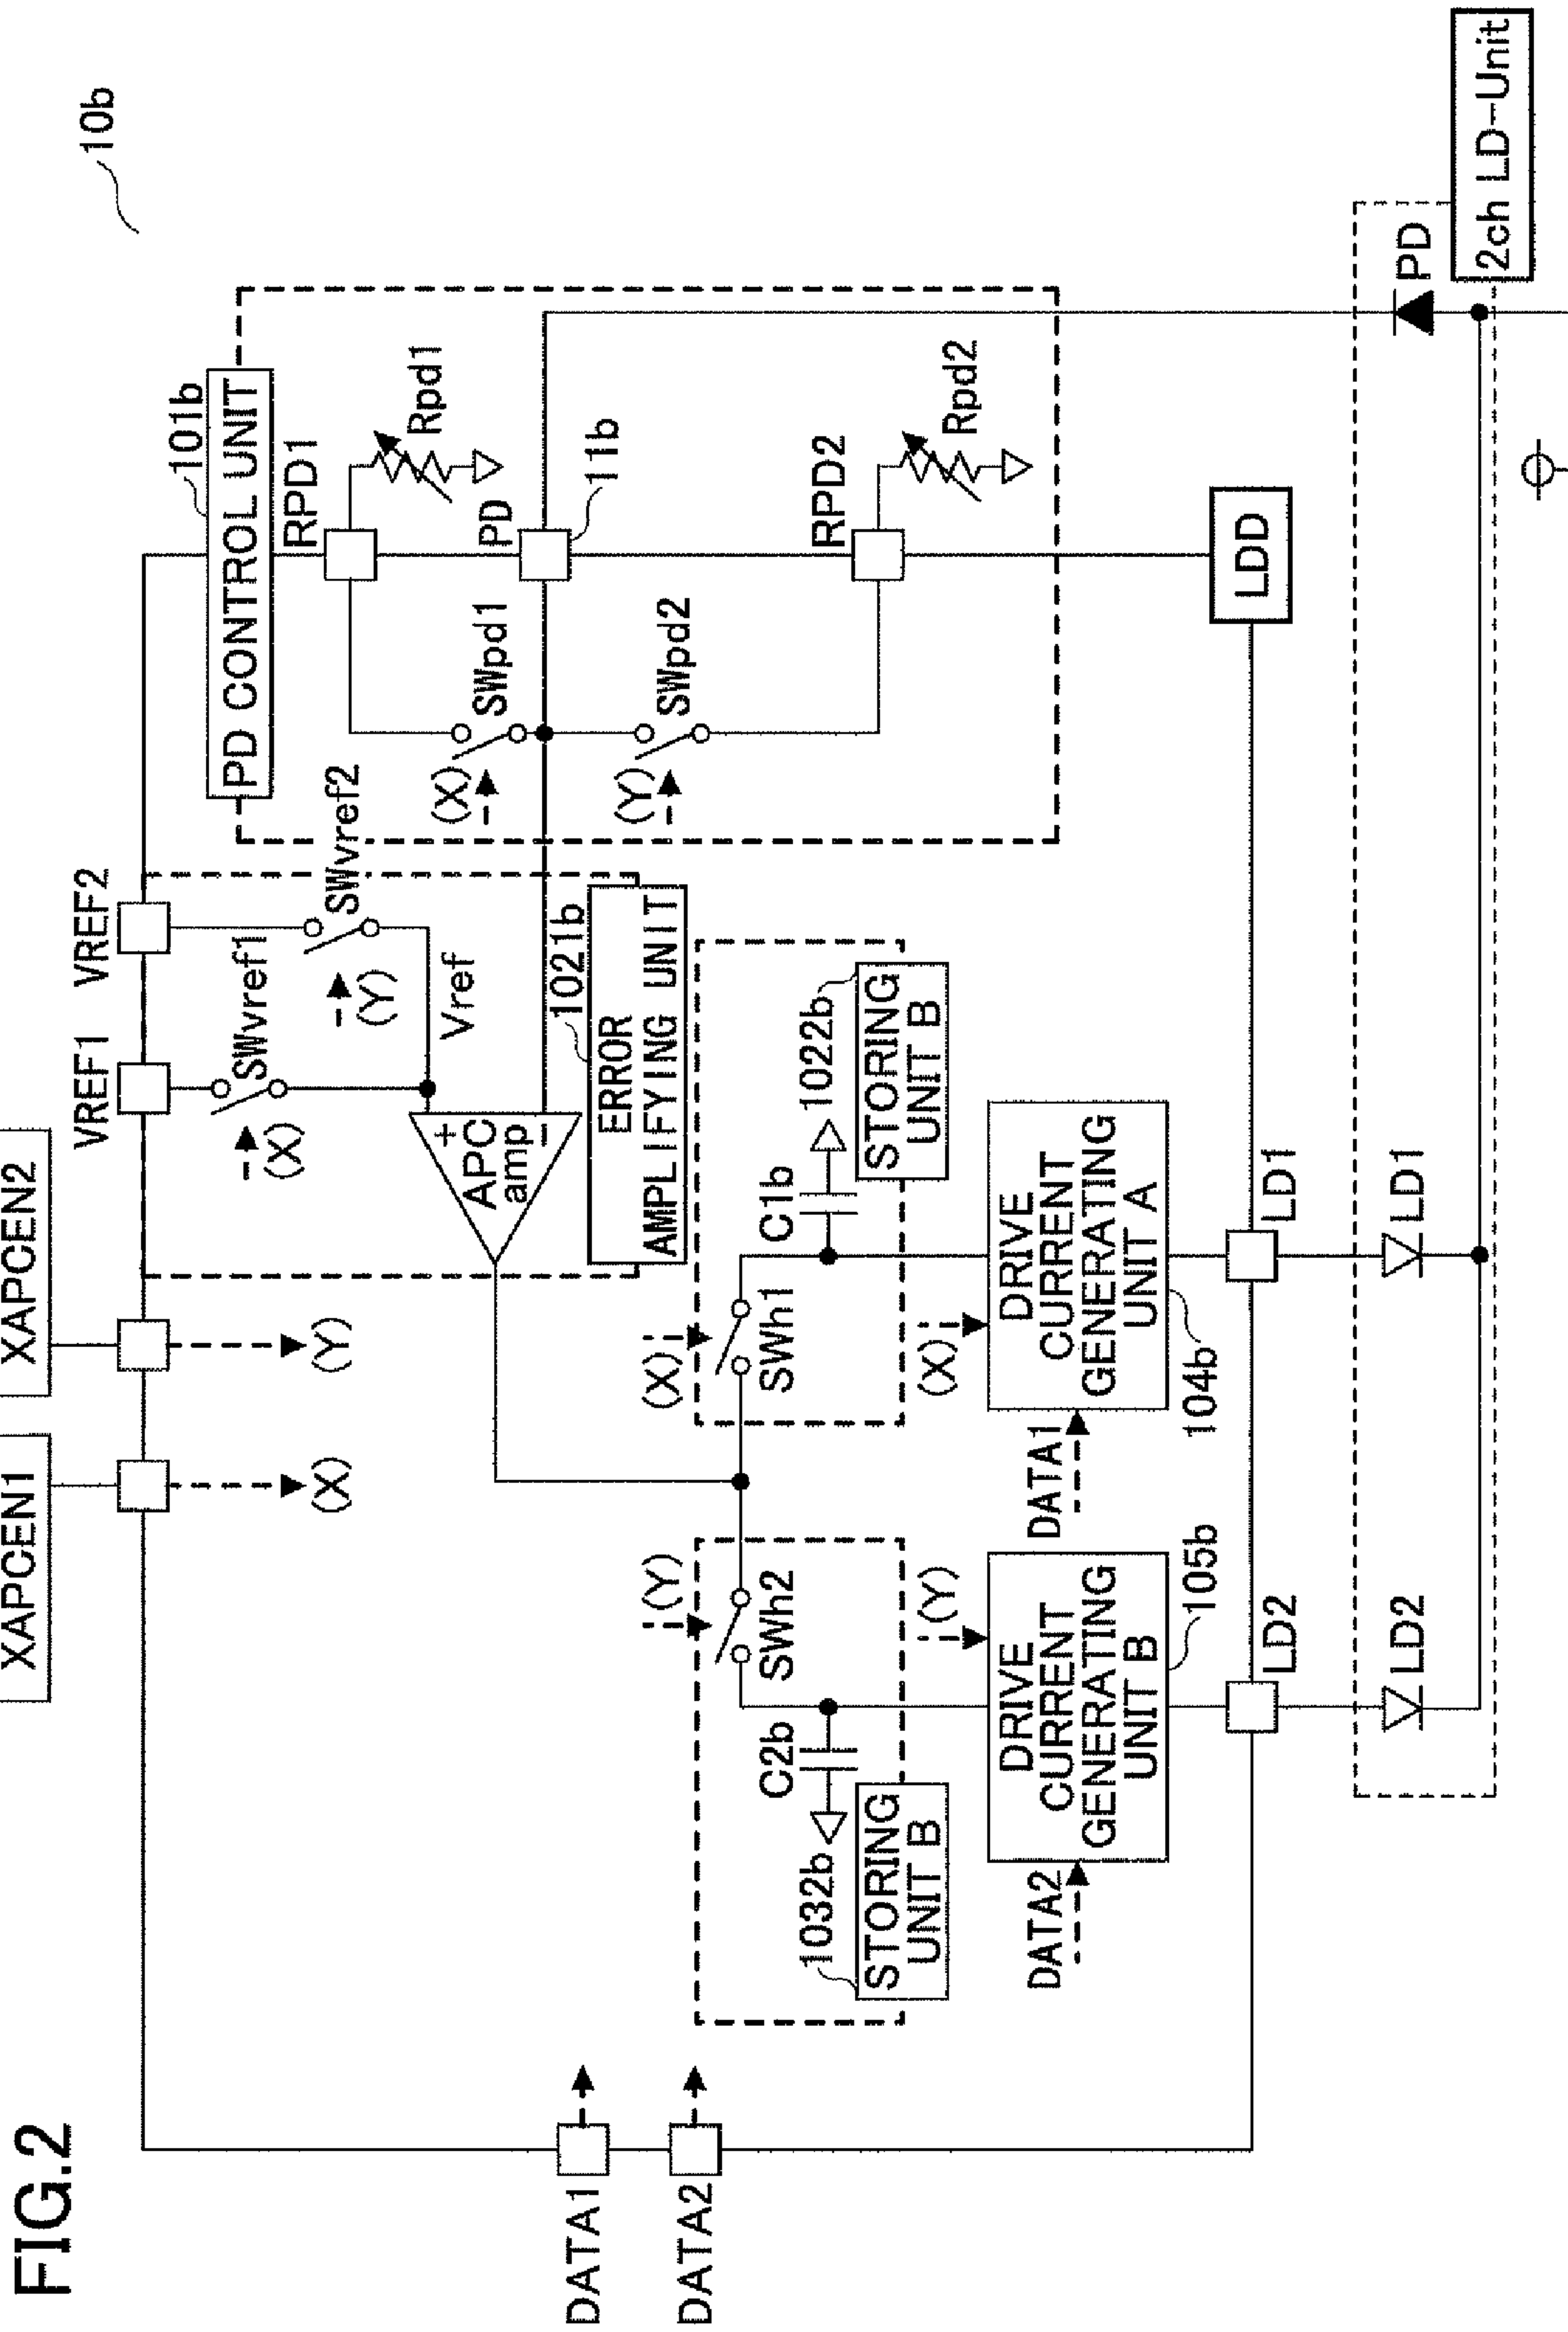 FIG.2
10b
XAPCEN1
XAPCEN2
VREF1
VREF2
(X)
(Y)
SWvref1
(X)
SWvref2
(Y)
Vref
+
APC
amp
−
1021b
ERROR
AMPLIFYING UNIT
101b
PD CONTROL UNIT
RPD1
Rpd1
SWpd1
(X)
PD
11b
SWpd2
(Y)
RPD2
Rpd2
LDD
DATA1
DATA2
(Y)
SWh2
C2b
1032b
STORING
UNIT B
(X)
SWh1
C1b
1022b
STORING
UNIT B
(Y)
DATA2
DRIVE
CURRENT
GENERATING
UNIT B
105b
(X)
DATA1
DRIVE
CURRENT
GENERATING
UNIT A
104b
LD2
LD1
LD2
LD1
PD
2ch LD-Unit